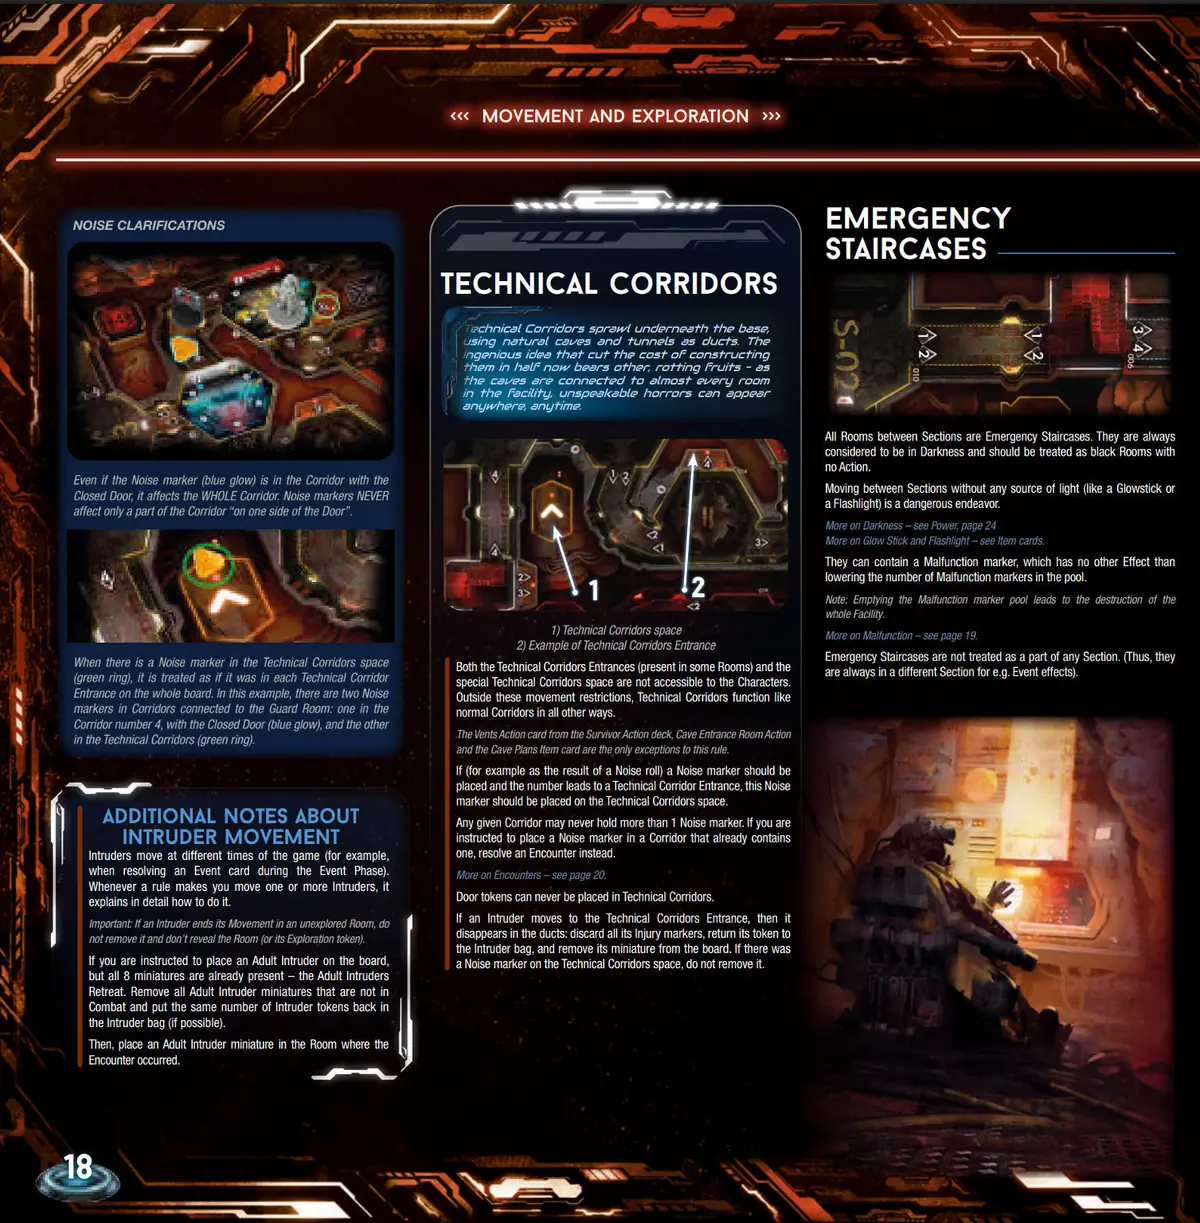 ‹‹‹ MOVEMENT AND EXPLORATION ›››
NOISE CLARIFICATIONS
Even if the Noise marker (blue glow) is in the Corridor with the
Closed Door, it affects the WHOLE Corridor. Noise markers NEVER
affect only a part of the Corridor “on one side of the Door”.
When there is a Noise marker in the Technical Corridors space
(green ring), it is treated as if it was in each Technical Corridor
Entrance on the whole board. In this example, there are two Noise
markers in Corridors connected to the Guard Room: one in the
Corridor number 4, with the Closed Door (blue glow), and the other
in the Technical Corridors (green ring).
ADDITIONAL NOTES ABOUT
INTRUDER MOVEMENT
Intruders move at different times of the game (for example,
when resolving an Event card during the Event Phase).
Whenever a rule makes you move one or more Intruders, it
explains in detail how to do it.
Important: If an Intruder ends its Movement in an unexplored Room, do
not remove it and don’t reveal the Room (or its Exploration token).
If you are instructed to place an Adult Intruder on the board,
but all 8 miniatures are already present – the Adult Intruders
Retreat. Remove all Adult Intruder miniatures that are not in
Combat and put the same number of Intruder tokens back in
the Intruder bag (if possible).
Then, place an Adult Intruder miniature in the Room where the
Encounter occurred.
TECHNICAL CORRIDORS
Technical Corridors sprawl underneath the base,
using natural caves and tunnels as ducts. The
ingenious idea that cut the cost of constructing
them in half now bears other, rotting fruits - as
the caves are connected to almost every room
in the facility, unspeakable horrors can appear
anywhere, anytime.
1
2
1) Technical Corridors space
2) Example of Technical Corridors Entrance
Both the Technical Corridors Entrances (present in some Rooms) and the
special Technical Corridors space are not accessible to the Characters.
Outside these movement restrictions, Technical Corridors function like
normal Corridors in all other ways.
The Vents Action card from the Survivor Action deck, Cave Entrance Room Action
and the Cave Plans Item card are the only exceptions to this rule.
If (for example as the result of a Noise roll) a Noise marker should be
placed and the number leads to a Technical Corridor Entrance, this Noise
marker should be placed on the Technical Corridors space.
Any given Corridor may never hold more than 1 Noise marker. If you are
instructed to place a Noise marker in a Corridor that already contains
one, resolve an Encounter instead.
More on Encounters – see page 20.
Door tokens can never be placed in Technical Corridors.
If an Intruder moves to the Technical Corridors Entrance, then it
disappears in the ducts: discard all its Injury markers, return its token to
the Intruder bag, and remove its miniature from the board. If there was
a Noise marker on the Technical Corridors space, do not remove it.
EMERGENCY
STAIRCASES
All Rooms between Sections are Emergency Staircases. They are always
considered to be in Darkness and should be treated as black Rooms with
no Action.
Moving between Sections without any source of light (like a Glowstick or
a Flashlight) is a dangerous endeavor.
More on Darkness – see Power, page 24
More on Glow Stick and Flashlight – see Item cards.
They can contain a Malfunction marker, which has no other Effect than
lowering the number of Malfunction markers in the pool.
Note: Emptying the Malfunction marker pool leads to the destruction of the
whole Facility.
More on Malfunction – see page 19.
Emergency Staircases are not treated as a part of any Section. (Thus, they
are always in a different Section for e.g. Event effects).
18